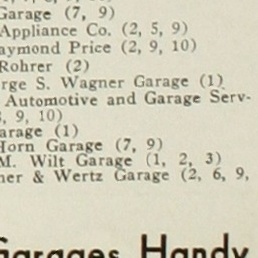 Garage (7, 9)
Appliance Co. (2, 5, 9)
aymond Price (2, 9, 10)
Rohrer (2)
rge S. Wagner Garage (1)
Automotive and Garage Serv-
9, 10)
arage (1)
Horn Garage (7, 9)
M. Wilt Garage (1, 2, 3)
ner & Wertz Garage (2, 6, 9,
Garages Handy